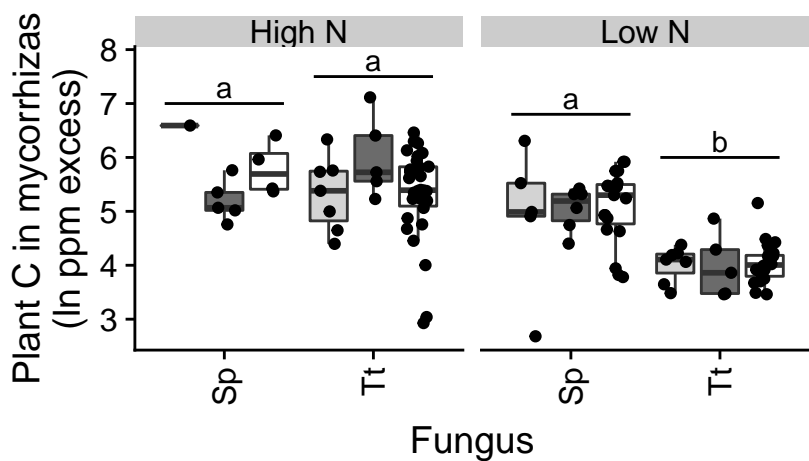 High N
Low N
Plant C in mycorrhizas
(ln ppm excess)
8
7
6
5
4
3
a
a
a
b
Sp
Tt
Sp
Tt
Fungus